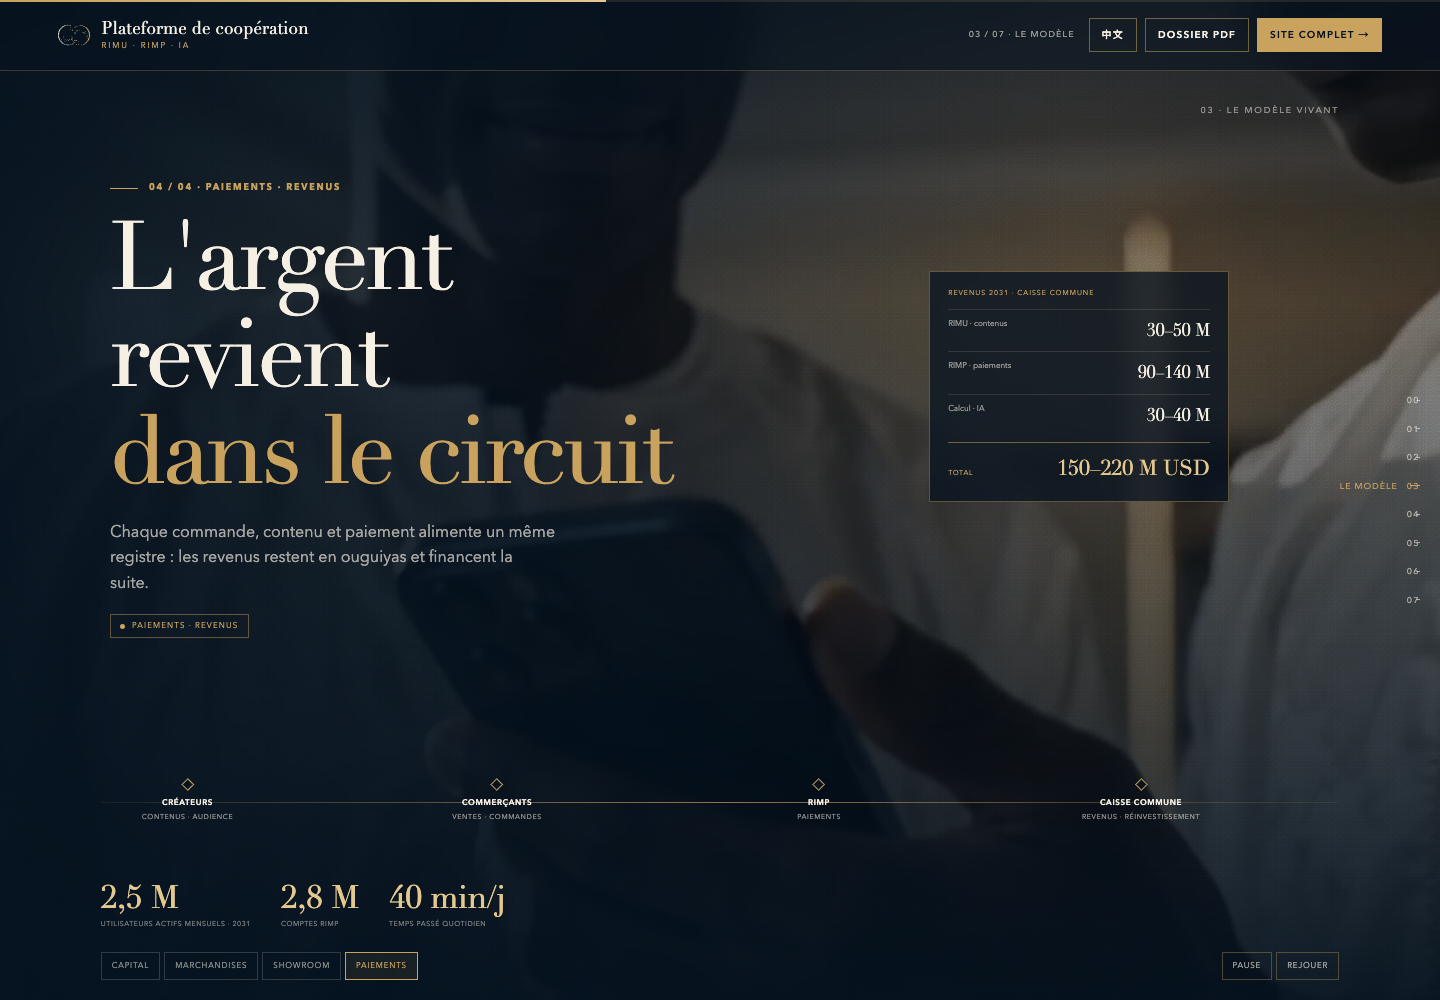 Plateforme de coopération
RIMU · RIMP · IA
03 / 07 · LE MODÈLE
中文
DOSSIER PDF
SITE COMPLET →
03 · LE MODÈLE VIVANT
04 / 04 · PAIEMENTS · REVENUS
L'argent
revient
dans le circuit
Chaque commande, contenu et paiement alimente un même
registre : les revenus restent en ouguiyas et financent la
suite.
PAIEMENTS · REVENUS
REVENUS 2031 · CAISSE COMMUNE
RIMU · contenus 30–50 M
RIMP · paiements 90–140 M
Calcul · IA 30–40 M
TOTAL 150–220 M USD
00
01
02
LE MODÈLE 03
04
05
06
07
CRÉATEURS
CONTENUS · AUDIENCE
COMMERÇANTS
VENTES · COMMANDES
RIMP
PAIEMENTS
CAISSE COMMUNE
REVENUS · RÉINVESTISSEMENT
2,5 M
UTILISATEURS ACTIFS MENSUELS · 2031
2,8 M
COMPTES RIMP
40 min/j
TEMPS PASSÉ QUOTIDIEN
CAPITAL
MARCHANDISES
SHOWROOM
PAIEMENTS
PAUSE
REJOUER